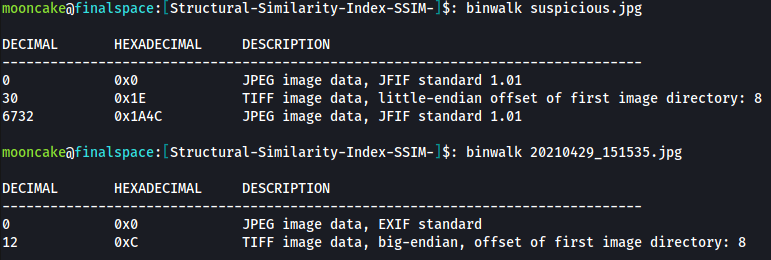 mooncake@finalspace:[Structural-Similarity-Index-SSIM-]$: binwalk suspicious.jpg
DECIMAL       HEXADECIMAL     DESCRIPTION
--------------------------------------------------------------------------------
0             0x0             JPEG image data, JFIF standard 1.01
30            0x1E            TIFF image data, little-endian offset of first image directory: 8
6732          0x1A4C          JPEG image data, JFIF standard 1.01
mooncake@finalspace:[Structural-Similarity-Index-SSIM-]$: binwalk 20210429_151535.jpg
DECIMAL       HEXADECIMAL     DESCRIPTION
--------------------------------------------------------------------------------
0             0x0             JPEG image data, EXIF standard
12            0xC             TIFF image data, big-endian, offset of first image directory: 8